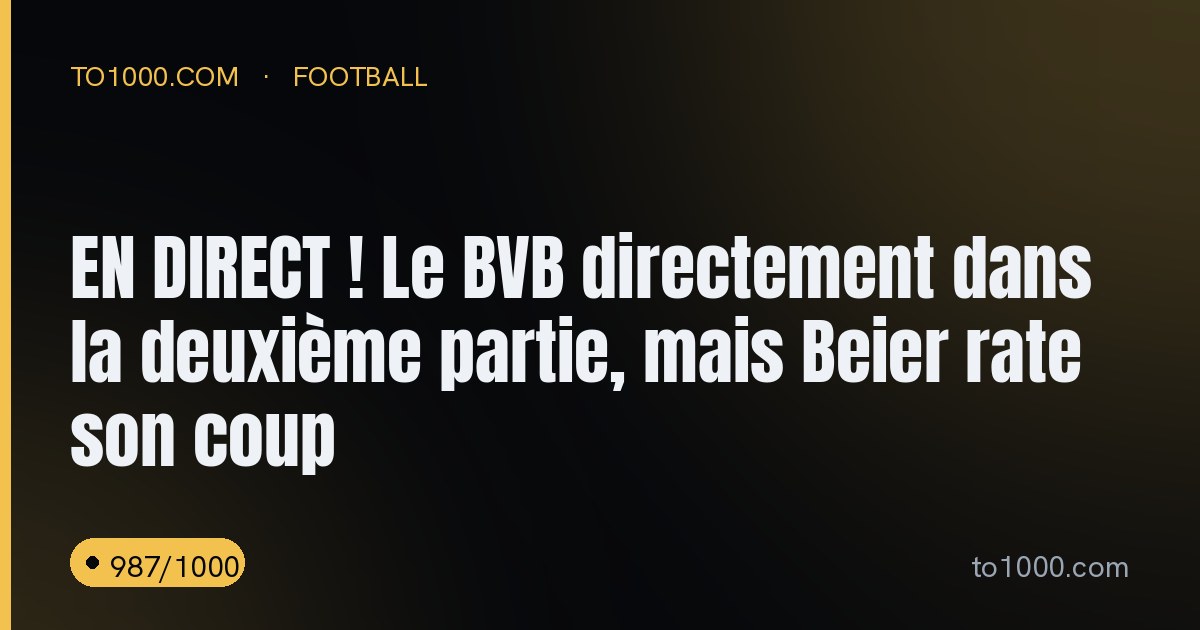 TO1000.COM · FOOTBALL
EN DIRECT ! Le BVB directement dans
la deuxième partie, mais Beier rate
son coup
987/1000
to1000.com